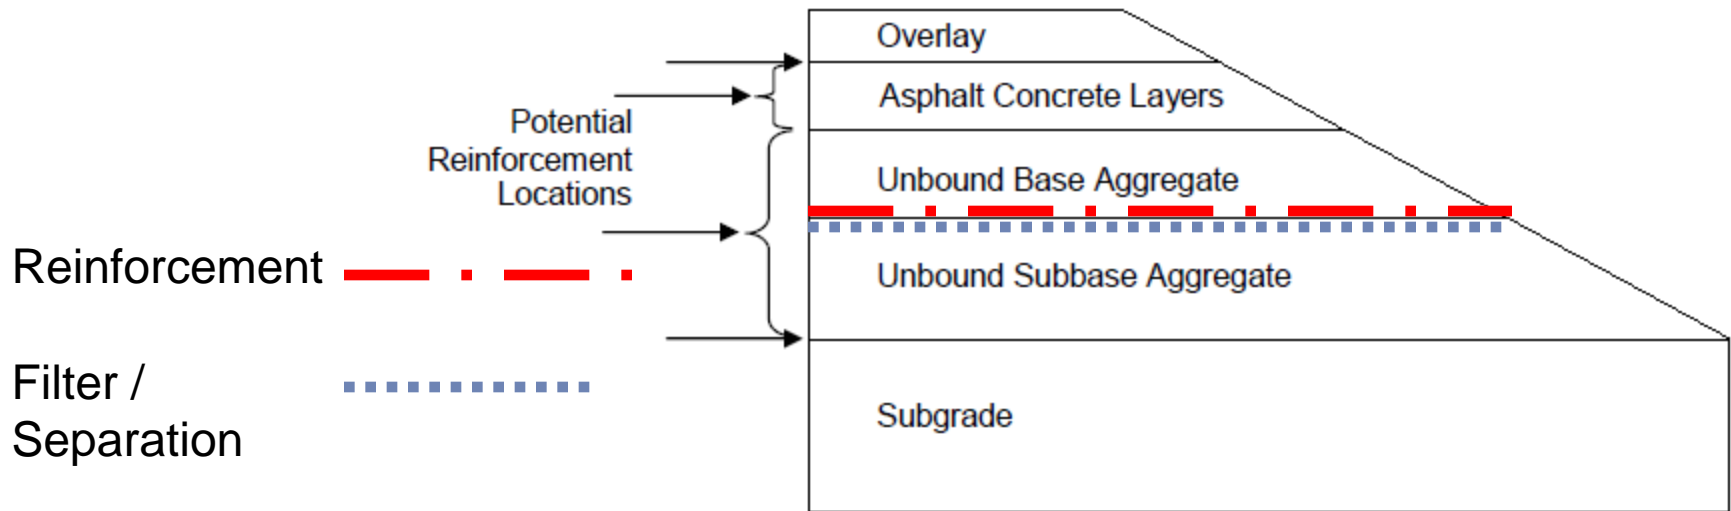 Overlay
Asphalt Concrete Layers
Potential
Reinforcement
Locations
Unbound Base Aggregate
Reinforcement
Unbound Subbase Aggregate
Filter /
Separation
Subgrade